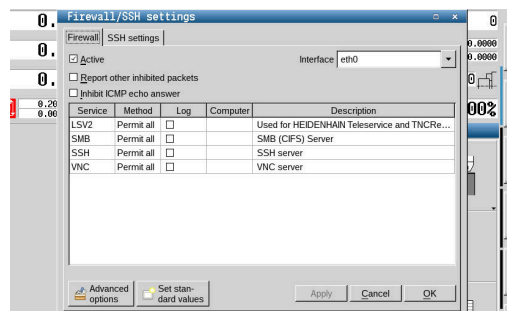 Firewall/SSH settings
Firewall SSH settings
Active
Interface eth0
Report other inhibited packets
Inhibit ICMP echo answer
Service Method Log Computer Description
LSV2 Permit all Used for HEIDENHAIN Teleservice and TNCRe...
SMB Permit all SMB (CIFS) Server
SSH Permit all SSH server
VNC Permit all VNC server
Advanced options
Set stan-
dard values
Apply Cancel OK
0.
0.
0.
0.20
0.00
0
0.0000
0.0000
0
00%